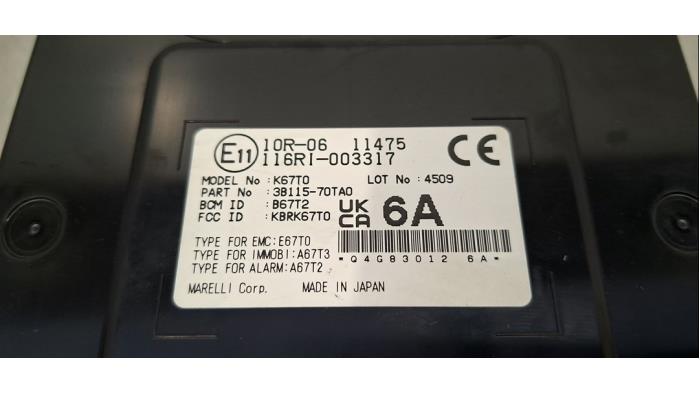 E11 10R-06 11475
116RI-003317
CE
MODEL No : K67T0 LOT No : 4509
PART No : 38115-70TA0
BCM ID : B67T2
FCC ID : KBRK67T0
UK
CA
6A
TYPE FOR EMC:E67T0
TYPE FOR IMMOBI:A67T3
TYPE FOR ALARM:A67T2
*Q4G83012 6A*
MARELLI Corp. MADE IN JAPAN